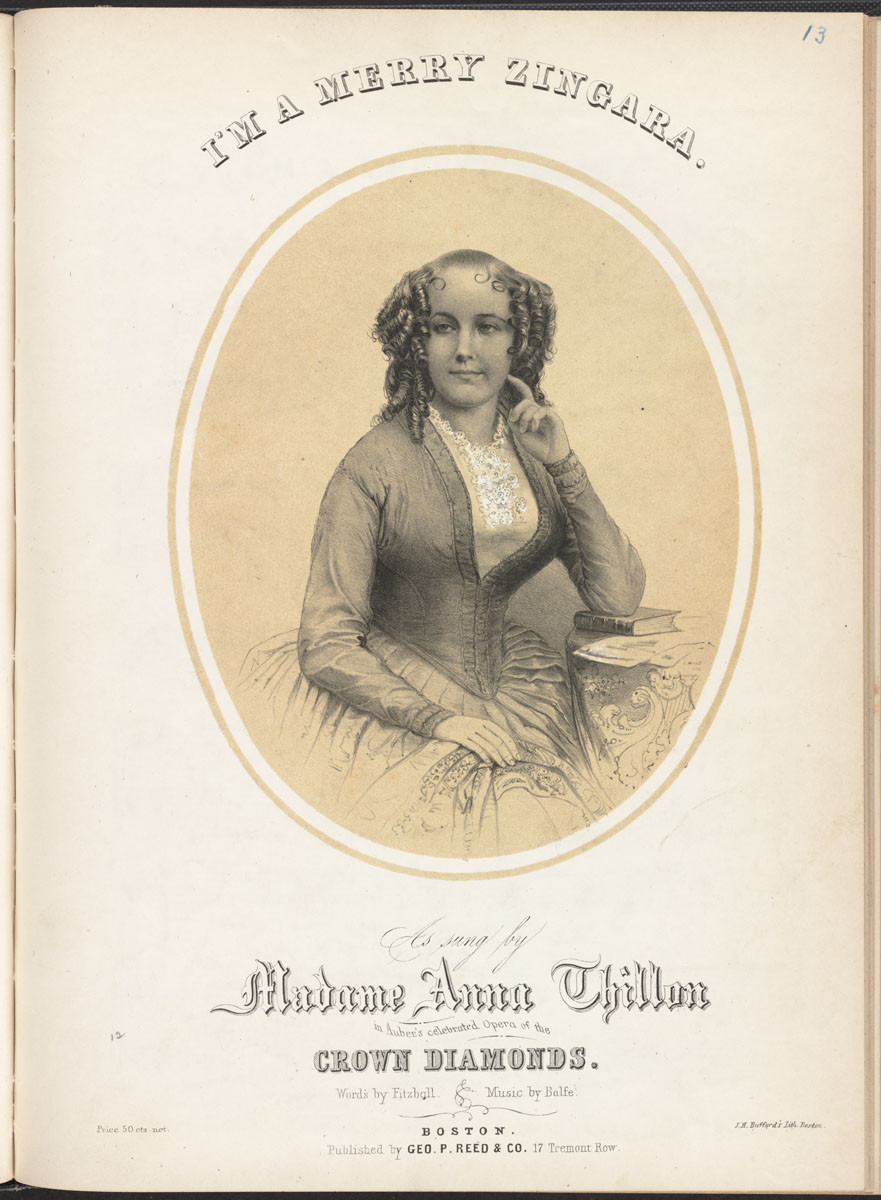 13
I'M A MERRY ZINGARA.
As sung by
Madame Anna Thillon
in Auber's celebrated Opera of the
CROWN DIAMONDS.
12
Words by Fitzball. & Music by Balfe.
BOSTON.
Price 50 cts. net.
J.H. Bufford's Lith. Boston.
Published by GEO. P. REED & CO. 17 Tremont Row.